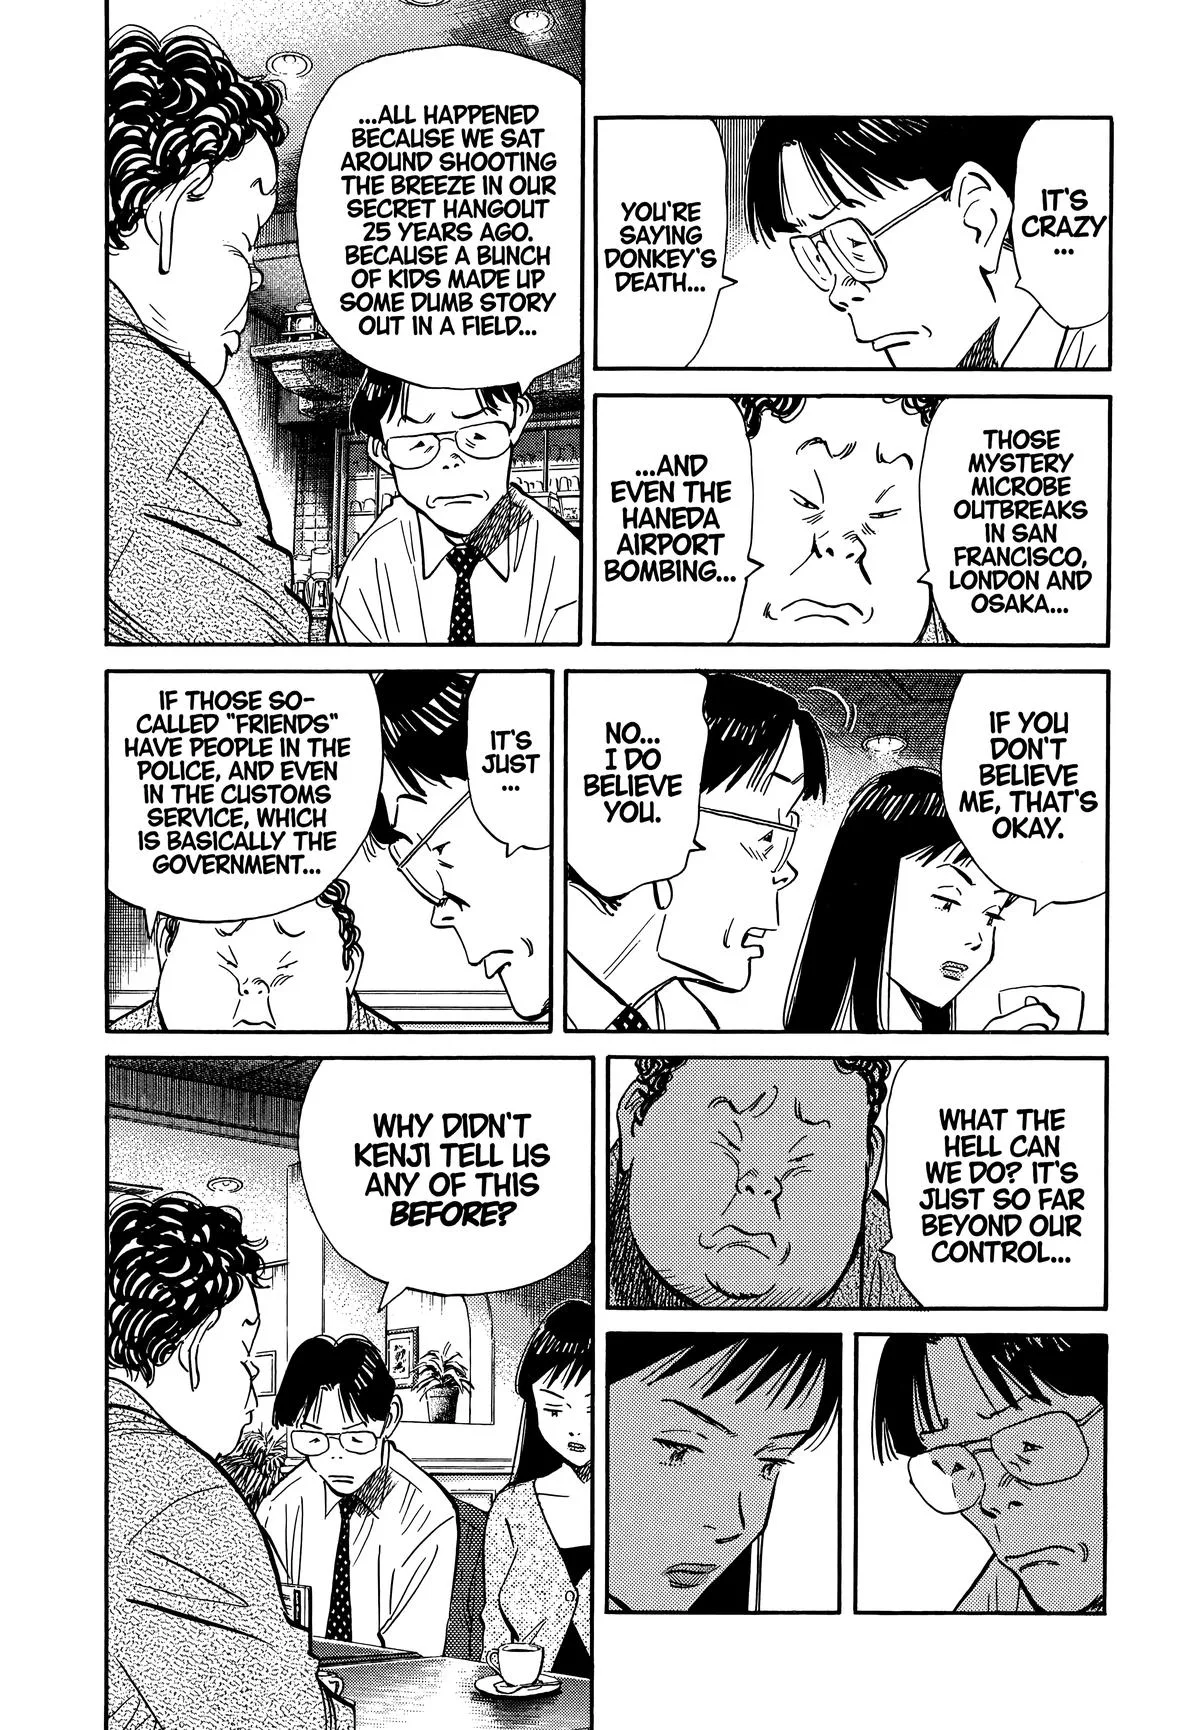 IT'S
CRAZY
...
YOU'RE
SAYING
DONKEY'S
DEATH...
THOSE
MYSTERY
MICROBE
OUTBREAKS
IN SAN
FRANCISCO,
LONDON AND
OSAKA...
...AND
EVEN THE
HANEDA
AIRPORT
BOMBING...
...ALL HAPPENED
BECAUSE WE SAT
AROUND SHOOTING
THE BREEZE IN OUR
SECRET HANGOUT
25 YEARS AGO.
BECAUSE A BUNCH
OF KIDS MADE UP
SOME DUMB STORY
OUT IN A FIELD...
IF YOU
DON'T
BELIEVE
ME, THAT'S
OKAY.
NO...
I DO
BELIEVE
YOU.
IT'S
JUST
...
IF THOSE SO-
CALLED "FRIENDS"
HAVE PEOPLE IN THE
POLICE, AND EVEN
IN THE CUSTOMS
SERVICE, WHICH
IS BASICALLY THE
GOVERNMENT...
WHAT THE
HELL CAN
WE DO? IT'S
JUST SO FAR
BEYOND OUR
CONTROL...
WHY DIDN'T
KENJI TELL US
ANY OF THIS
BEFORE?